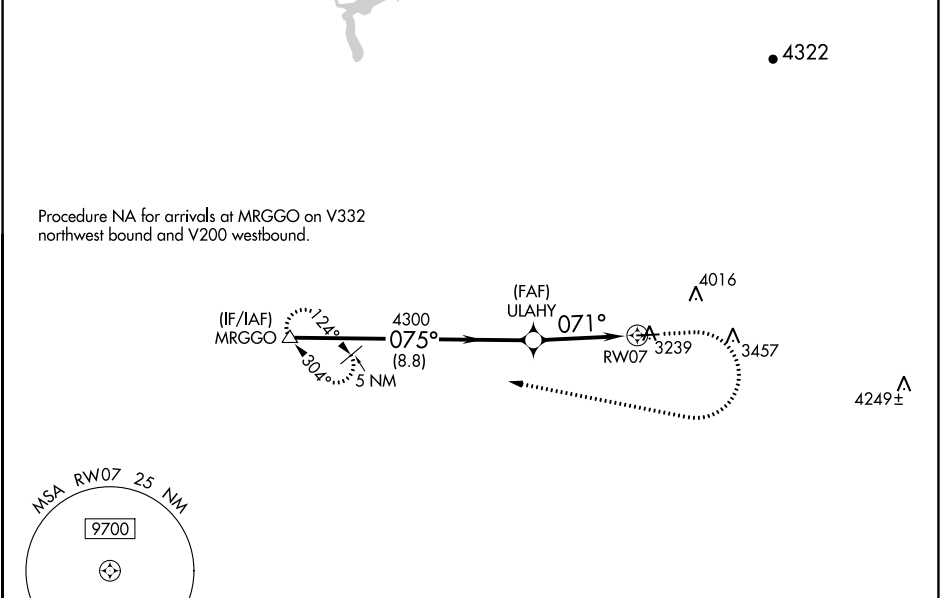 4322
Procedure NA for arrivals at MRGGO on V332
northwest bound and V200 westbound.
4016
(FAF)
ULAHY
(IF/IAF)
MRGGO
124°
4300
075°
(8.8)
071°
RW07
3239
3457
304°
5 NM
4249±
MSA RW07 25 NM
9700